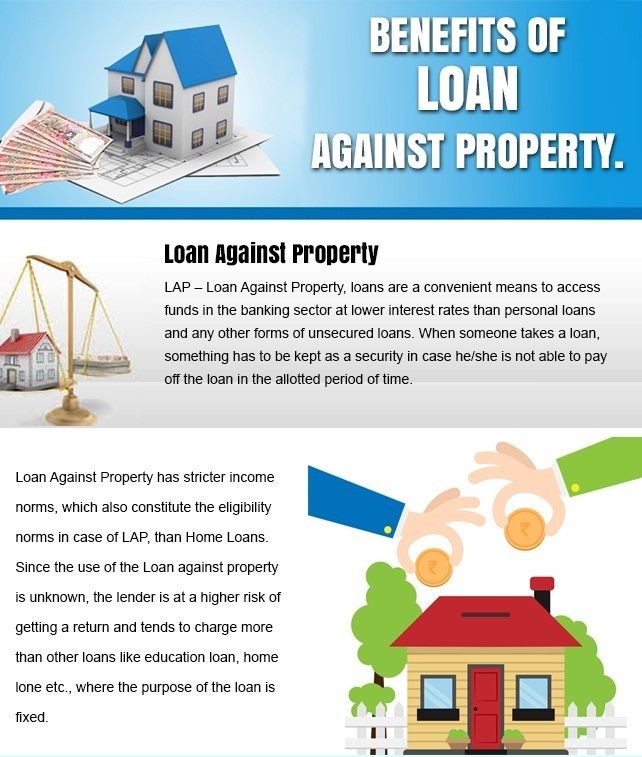 BENEFITS OF
LOAN
AGAINST PROPERTY.
Loan Against Property
LAP – Loan Against Property, loans are a convenient means to access
funds in the banking sector at lower interest rates than personal loans
and any other forms of unsecured loans. When someone takes a loan,
something has to be kept as a security in case he/she is not able to pay
off the loan in the allotted period of time.
Loan Against Property has stricter income
norms, which also constitute the eligibility
norms in case of LAP, than Home Loans.
Since the use of the Loan against property
is unknown, the lender is at a higher risk of
getting a return and tends to charge more
than other loans like education loan, home
lone etc., where the purpose of the loan is
fixed.
₹
₹